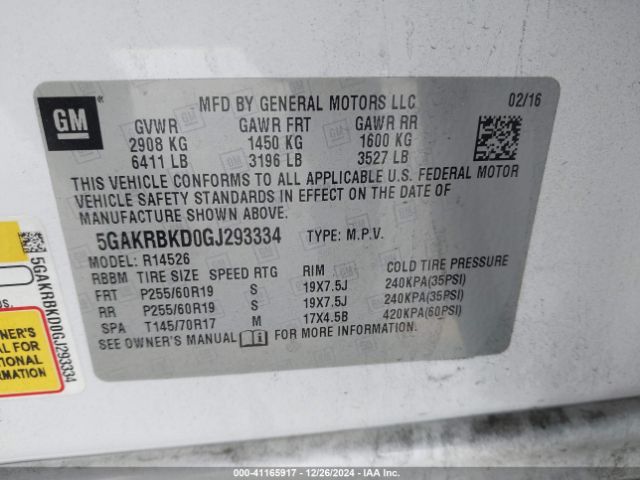 GM
MFD BY GENERAL MOTORS LLC 02/16
GVWR GAWR FRT GAWR RR
2908 KG 1450 KG 1600 KG
6411 LB 3196 LB 3527 LB
THIS VEHICLE CONFORMS TO ALL APPLICABLE U.S. FEDERAL MOTOR
VEHICLE SAFETY STANDARDS IN EFFECT ON THE DATE OF
MANUFACTURE SHOWN ABOVE.
5GAKRBKD0GJ293334 TYPE: M.P.V.
MODEL: R14526
RBBM TIRE SIZE SPEED RTG RIM COLD TIRE PRESSURE
FRT P255/60R19 S 19X7.5J 240KPA(35PSI)
RR P255/60R19 S 19X7.5J 240KPA(35PSI)
SPA T145/70R17 M 17X4.5B 420KPA(60PSI)
SEE OWNER'S MANUAL FOR MORE INFORMATION
5GAKRBKD0GJ293334
OWNER'S
AL FOR
TIONAL
RMATION
000-41165917 • 12/26/2024 • IAA Inc.